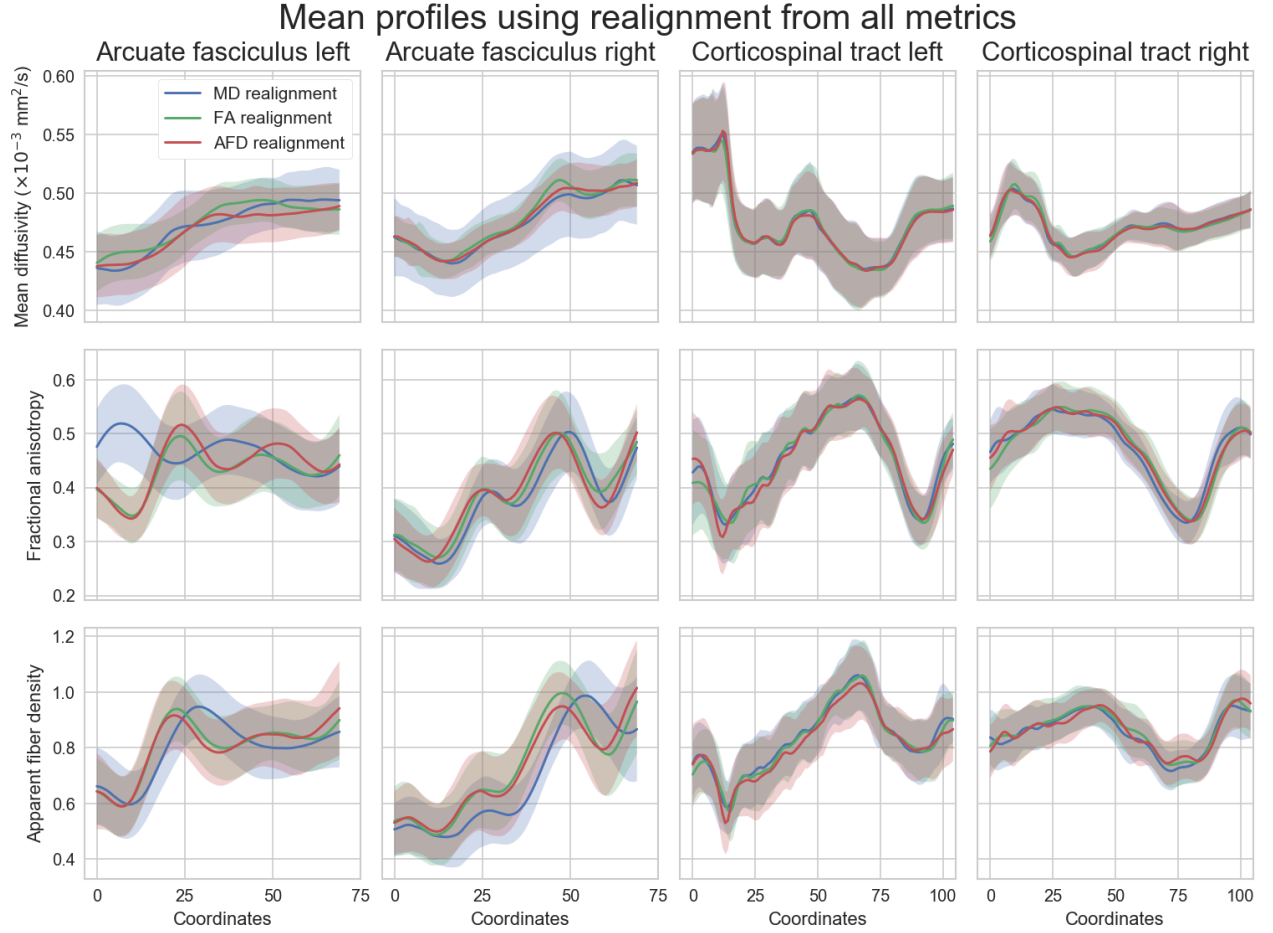 Mean profiles using realignment from all metrics
Arcuate fasciculus left
Arcuate fasciculus right
Corticospinal tract left
Corticospinal tract right
Mean diffusivity (×10⁻³ mm²/s)
0.60
0.55
0.50
0.45
0.40
MD realignment
FA realignment
AFD realignment
Fractional anisotropy
0.6
0.5
0.4
0.3
0.2
Apparent fiber density
1.2
1.0
0.8
0.6
0.4
0 25 50 75
0 25 50 75
0 25 50 75 100
0 25 50 75 100
Coordinates
Coordinates
Coordinates
Coordinates